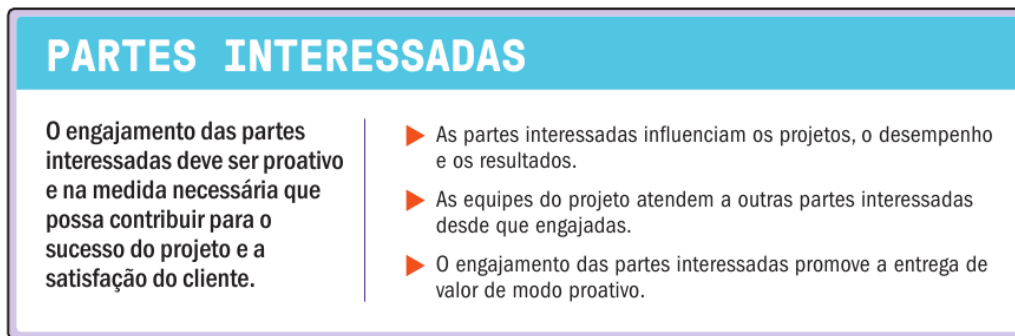 PARTES INTERESSADAS
O engajamento das partes
interessadas deve ser proativo
e na medida necessária que
possa contribuir para o
sucesso do projeto e a
satisfação do cliente.
As partes interessadas influenciam os projetos, o desempenho
e os resultados.
As equipes do projeto atendem a outras partes interessadas
desde que engajadas.
O engajamento das partes interessadas promove a entrega de
valor de modo proativo.